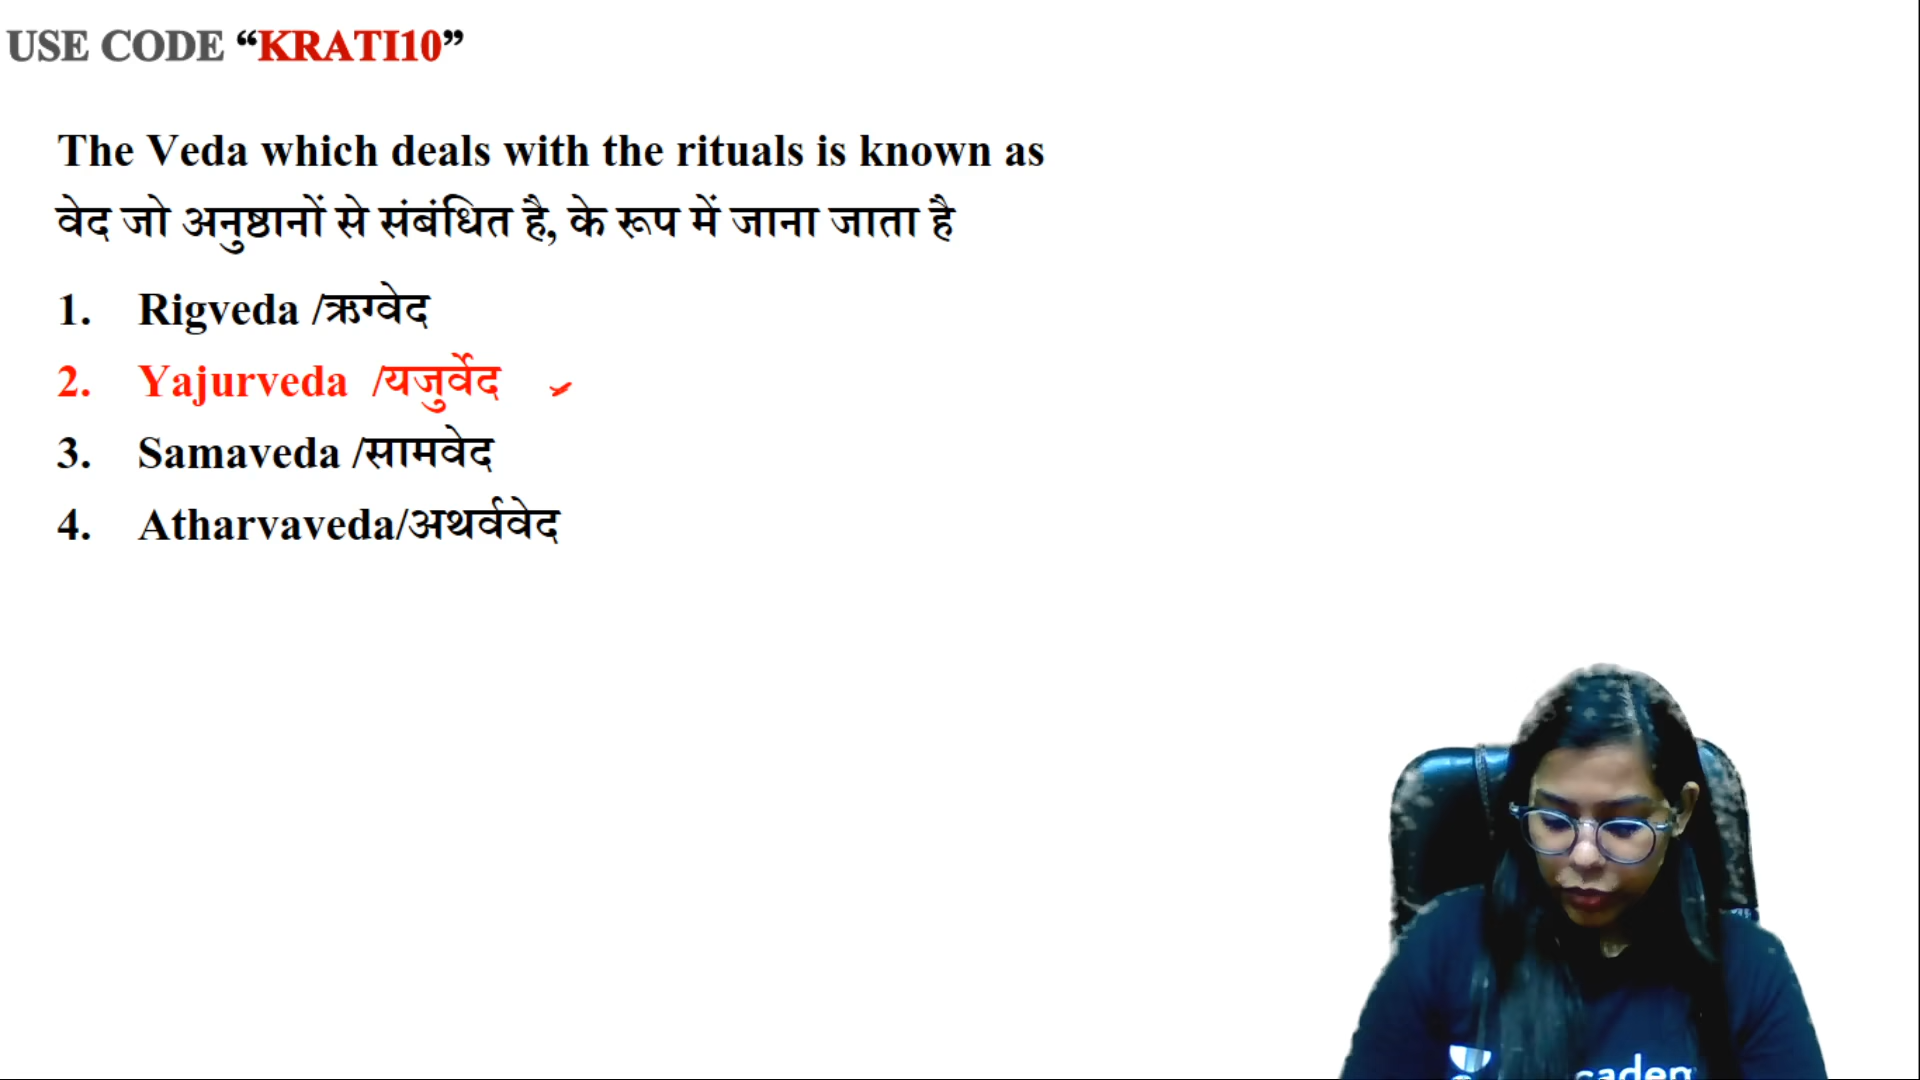 USE CODE “KRATI10”
The Veda which deals with the rituals is known as
वेद जो अनुष्ठानों से संबंधित है, के रूप में जाना जाता है
1. Rigveda /ऋग्वेद
2. Yajurveda /यजुर्वेद
3. Samaveda /सामवेद
4. Atharvaveda/अथर्ववेद